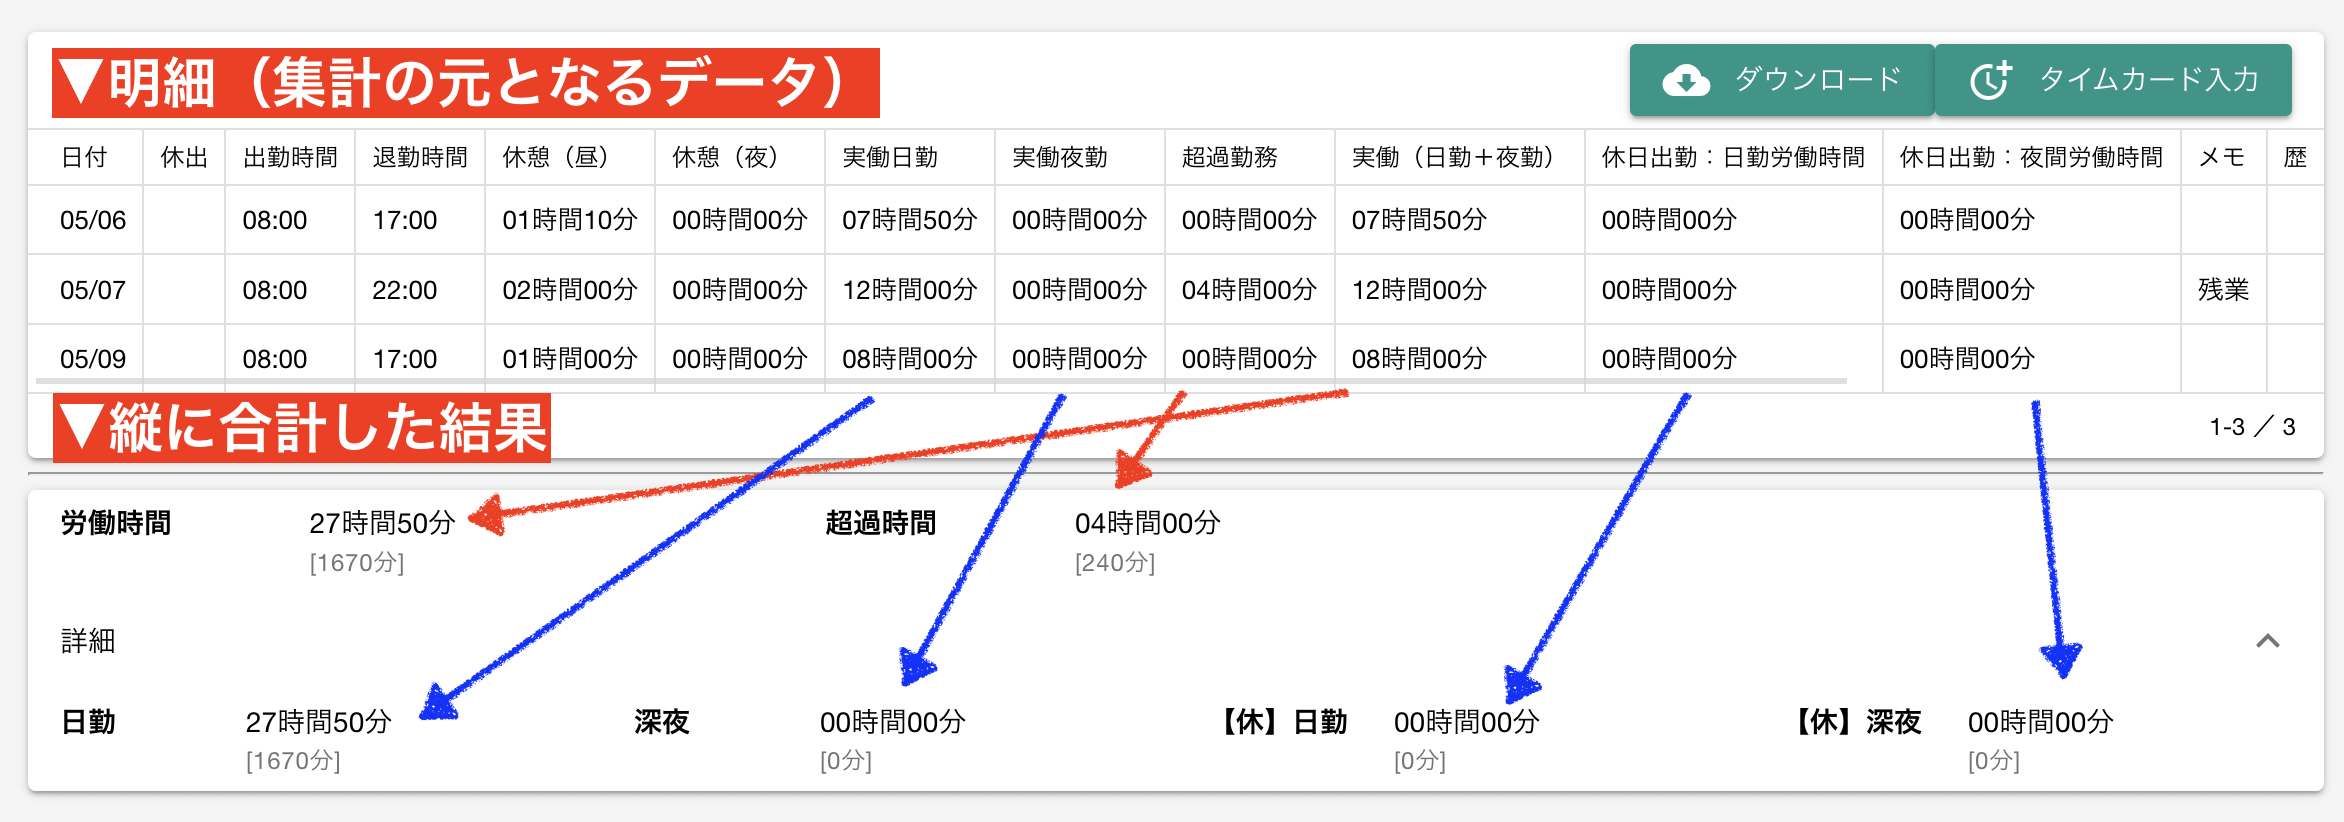 ▼明細（集計の元となるデータ）
ダウンロード タイムカード入力
日付 休出 出勤時間 退勤時間 休憩（昼） 休憩（夜） 実働日勤 実働夜勤 超過勤務 実働（日勤＋夜勤） 休日出勤：日勤労働時間 休日出勤：夜間労働時間 メモ 歴
05/06 08:00 17:00 01時間10分 00時間00分 07時間50分 00時間00分 00時間00分 07時間50分 00時間00分 00時間00分
05/07 08:00 22:00 02時間00分 00時間00分 12時間00分 00時間00分 04時間00分 12時間00分 00時間00分 00時間00分 残業
05/09 08:00 17:00 01時間00分 00時間00分 08時間00分 00時間00分 00時間00分 08時間00分 00時間00分 00時間00分
▼縦に合計した結果
1-3 ／ 3
労働時間 27時間50分 超過時間 04時間00分
[1670分] [240分]
詳細
日勤 27時間50分 深夜 00時間00分 【休】日勤 00時間00分 【休】深夜 00時間00分
[1670分] [0分] [0分] [0分]